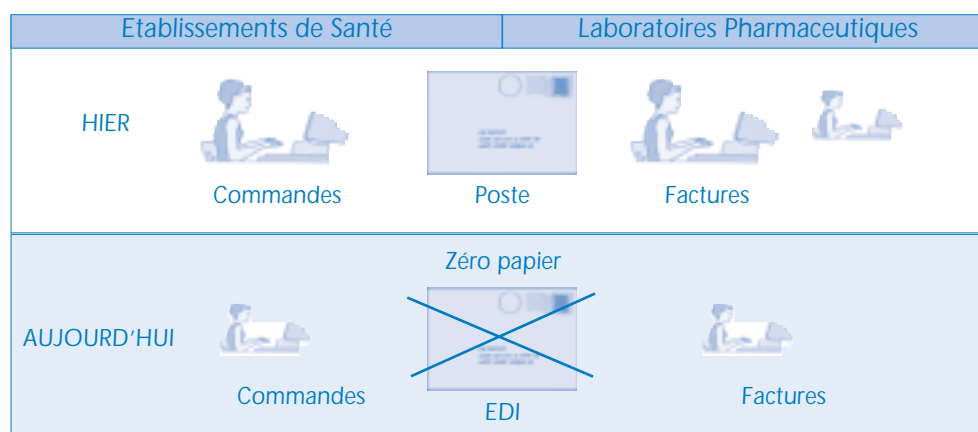 Etablissements de Santé
Laboratoires Pharmaceutiques
HIER
Commandes
Poste
Factures
Zéro papier
AUJOURD'HUI
Commandes
EDI
Factures